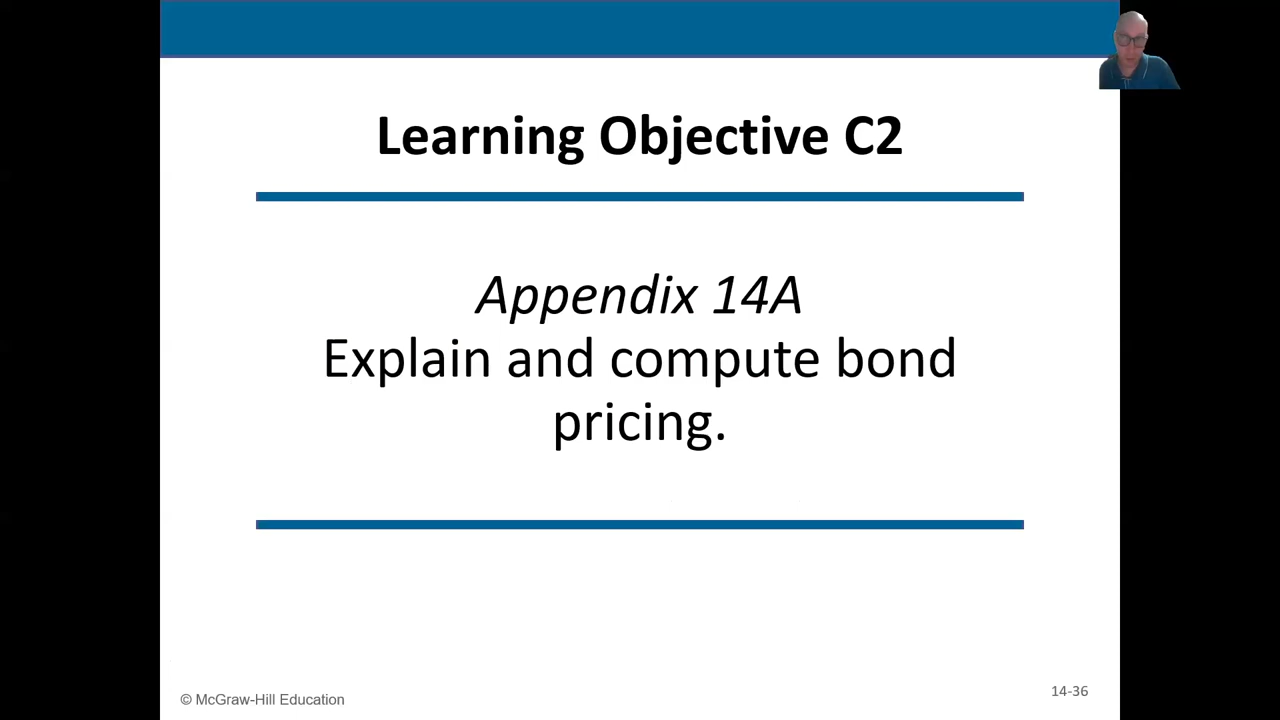 Learning Objective C2
Appendix 14A
Explain and compute bond
pricing.
© McGraw-Hill Education
14-36